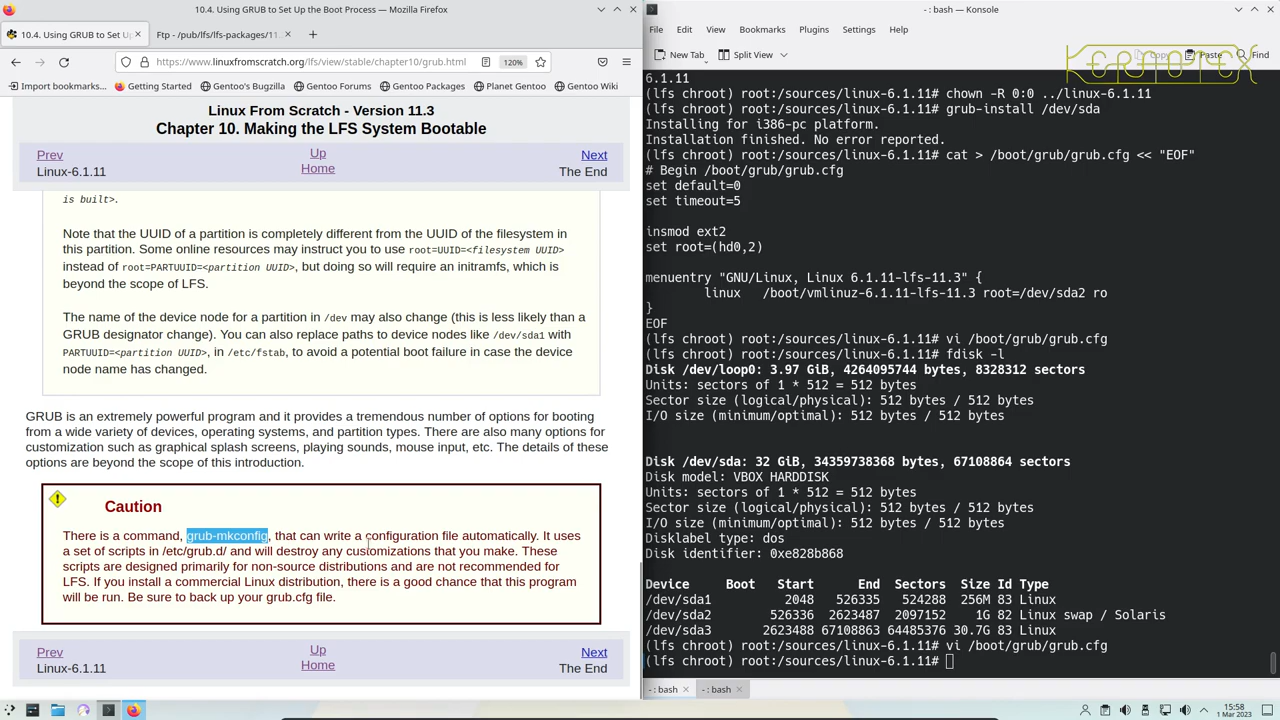 10.4. Using GRUB to Set Up the Boot Process — Mozilla Firefox
10.4. Using GRUB to Set Up
Ftp - /pub/lfs/lfs-packages/11.
https://www.linuxfromscratch.org/lfs/view/stable/chapter10/grub.html
120%
Import bookmarks...
Getting Started
Gentoo's Bugzilla
Gentoo Forums
Gentoo Packages
Planet Gentoo
Gentoo Wiki
Linux From Scratch - Version 11.3
Chapter 10. Making the LFS System Bootable
Prev
Up
Next
Linux-6.1.11
Home
The End
is built>.
Note that the UUID of a partition is completely different from the UUID of the filesystem in
this partition. Some online resources may instruct you to use root=UUID=<filesystem UUID>
instead of root=PARTUUID=<partition UUID>, but doing so will require an initramfs, which is
beyond the scope of LFS.
The name of the device node for a partition in /dev may also change (this is less likely than a
GRUB designator change). You can also replace paths to device nodes like /dev/sda1 with
PARTUUID=<partition UUID>, in /etc/fstab, to avoid a potential boot failure in case the device
node name has changed.
GRUB is an extremely powerful program and it provides a tremendous number of options for booting
from a wide variety of devices, operating systems, and partition types. There are also many options for
customization such as graphical splash screens, playing sounds, mouse input, etc. The details of these
options are beyond the scope of this introduction.
Caution
There is a command, grub-mkconfig, that can write a configuration file automatically. It uses
a set of scripts in /etc/grub.d/ and will destroy any customizations that you make. These
scripts are designed primarily for non-source distributions and are not recommended for
LFS. If you install a commercial Linux distribution, there is a good chance that this program
will be run. Be sure to back up your grub.cfg file.
Prev
Up
Next
Linux-6.1.11
Home
The End
- : bash — Konsole
File
Edit
View
Bookmarks
Plugins
Settings
Help
New Tab
Split View
Copy
Paste
Find
KEARTOPLEX
6.1.11
(lfs chroot) root:/sources/linux-6.1.11# chown -R 0:0 ../linux-6.1.11
(lfs chroot) root:/sources/linux-6.1.11# grub-install /dev/sda
Installing for i386-pc platform.
Installation finished. No error reported.
(lfs chroot) root:/sources/linux-6.1.11# cat > /boot/grub/grub.cfg << "EOF"
# Begin /boot/grub/grub.cfg
set default=0
set timeout=5
insmod ext2
set root=(hd0,2)
menuentry "GNU/Linux, Linux 6.1.11-lfs-11.3" {
linux /boot/vmlinuz-6.1.11-lfs-11.3 root=/dev/sda2 ro
}
EOF
(lfs chroot) root:/sources/linux-6.1.11# vi /boot/grub/grub.cfg
(lfs chroot) root:/sources/linux-6.1.11# fdisk -l
Disk /dev/loop0: 3.97 GiB, 4264095744 bytes, 8328312 sectors
Units: sectors of 1 * 512 = 512 bytes
Sector size (logical/physical): 512 bytes / 512 bytes
I/O size (minimum/optimal): 512 bytes / 512 bytes
Disk /dev/sda: 32 GiB, 34359738368 bytes, 67108864 sectors
Disk model: VBOX HARDDISK
Units: sectors of 1 * 512 = 512 bytes
Sector size (logical/physical): 512 bytes / 512 bytes
I/O size (minimum/optimal): 512 bytes / 512 bytes
Disklabel type: dos
Disk identifier: 0xe828b868
Device Boot Start End Sectors Size Id Type
/dev/sda1 2048 526335 524288 256M 83 Linux
/dev/sda2 526336 2623487 2097152 1G 82 Linux swap / Solaris
/dev/sda3 2623488 67108863 64485376 30.7G 83 Linux
(lfs chroot) root:/sources/linux-6.1.11# vi /boot/grub/grub.cfg
(lfs chroot) root:/sources/linux-6.1.11#
- : bash
- : bash
15:58
1 Mar 2023